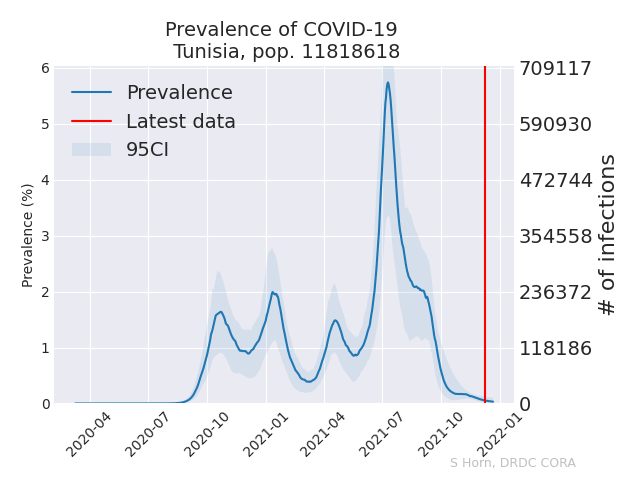 Prevalence of COVID-19
Tunisia, pop. 11818618
Prevalence
Latest data
95CI
Prevalence (%)
6
5
4
3
2
1
0
709117
590930
472744
354558
236372
118186
0
# of infections
2020-04
2020-07
2020-10
2021-01
2021-04
2021-07
2021-10
2022-01
S Horn, DRDC CORA